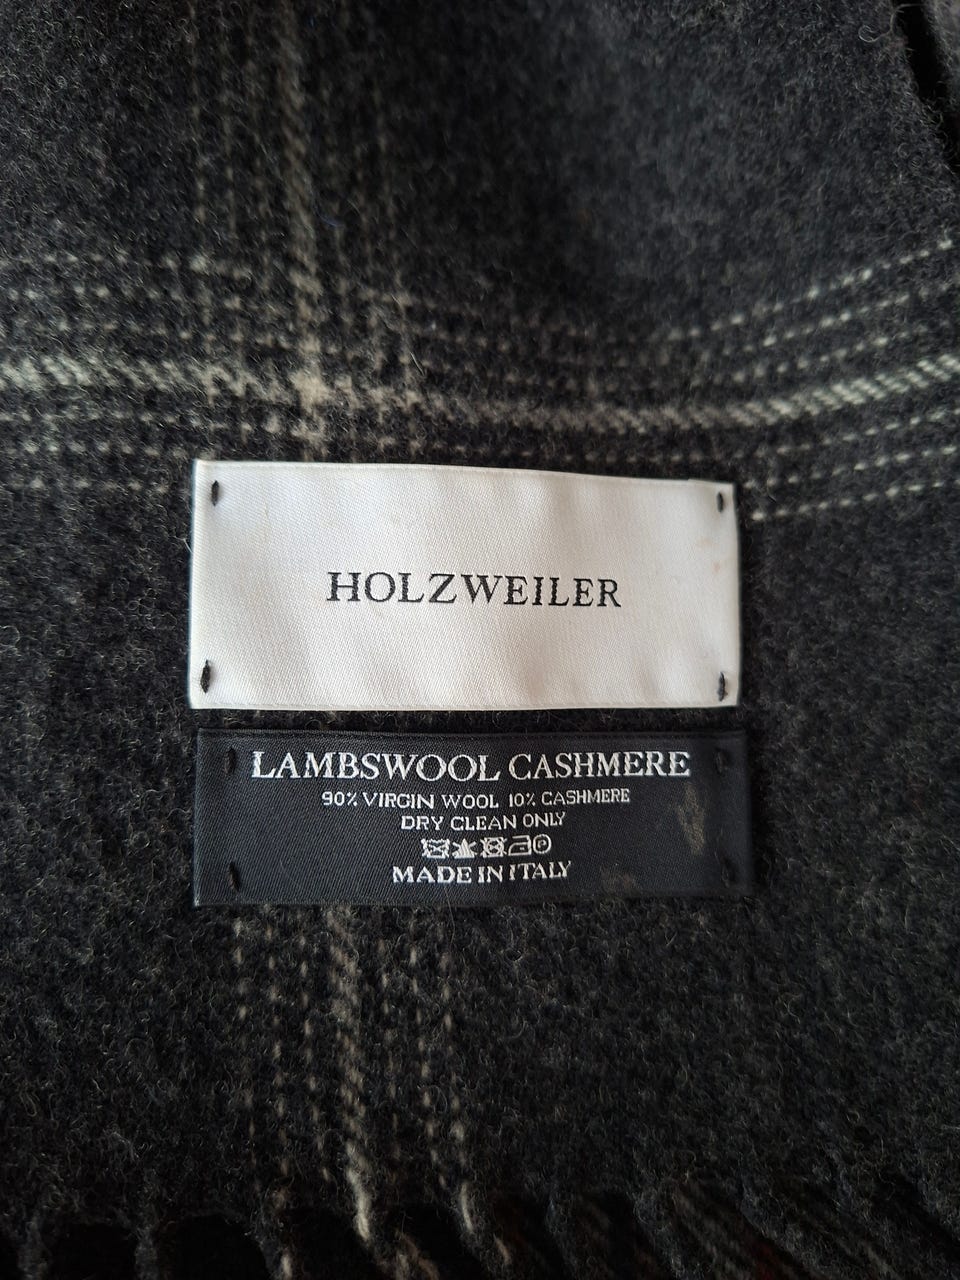 HOLZWEILER
LAMBSWOOL CASHMERE
90% VIRGIN WOOL 10% CASHMERE
DRY CLEAN ONLY
MADE IN ITALY